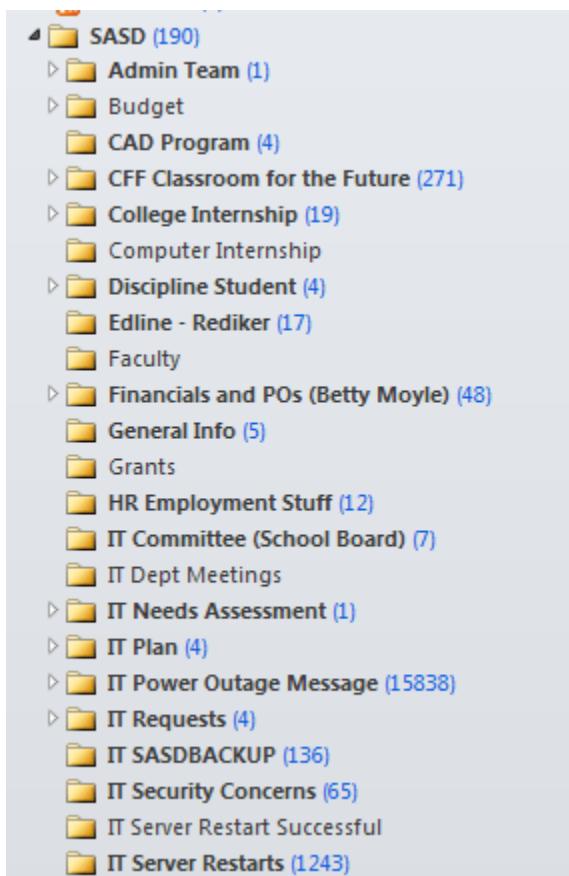 SASD (190)
Admin Team (1)
Budget
CAD Program (4)
CFF Classroom for the Future (271)
College Internship (19)
Computer Internship
Discipline Student (4)
Edline - Rediker (17)
Faculty
Financials and POs (Betty Moyle) (48)
General Info (5)
Grants
HR Employment Stuff (12)
IT Committee (School Board) (7)
IT Dept Meetings
IT Needs Assessment (1)
IT Plan (4)
IT Power Outage Message (15838)
IT Requests (4)
IT SASDBACKUP (136)
IT Security Concerns (65)
IT Server Restart Successful
IT Server Restarts (1243)